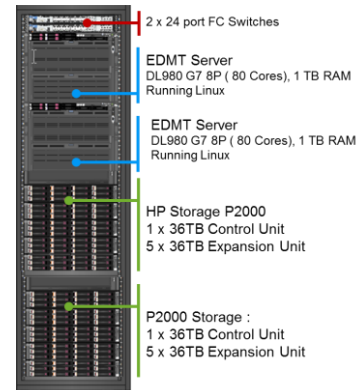 2 x 24 port FC Switches
EDMT Server
DL980 G7 8P ( 80 Cores), 1 TB RAM
Running Linux
EDMT Server
DL980 G7 8P ( 80 Cores), 1 TB RAM
Running Linux
HP Storage P2000
1 x 36TB Control Unit
5 x 36TB Expansion Unit
P2000 Storage :
1 x 36TB Control Unit
5 x 36TB Expansion Unit